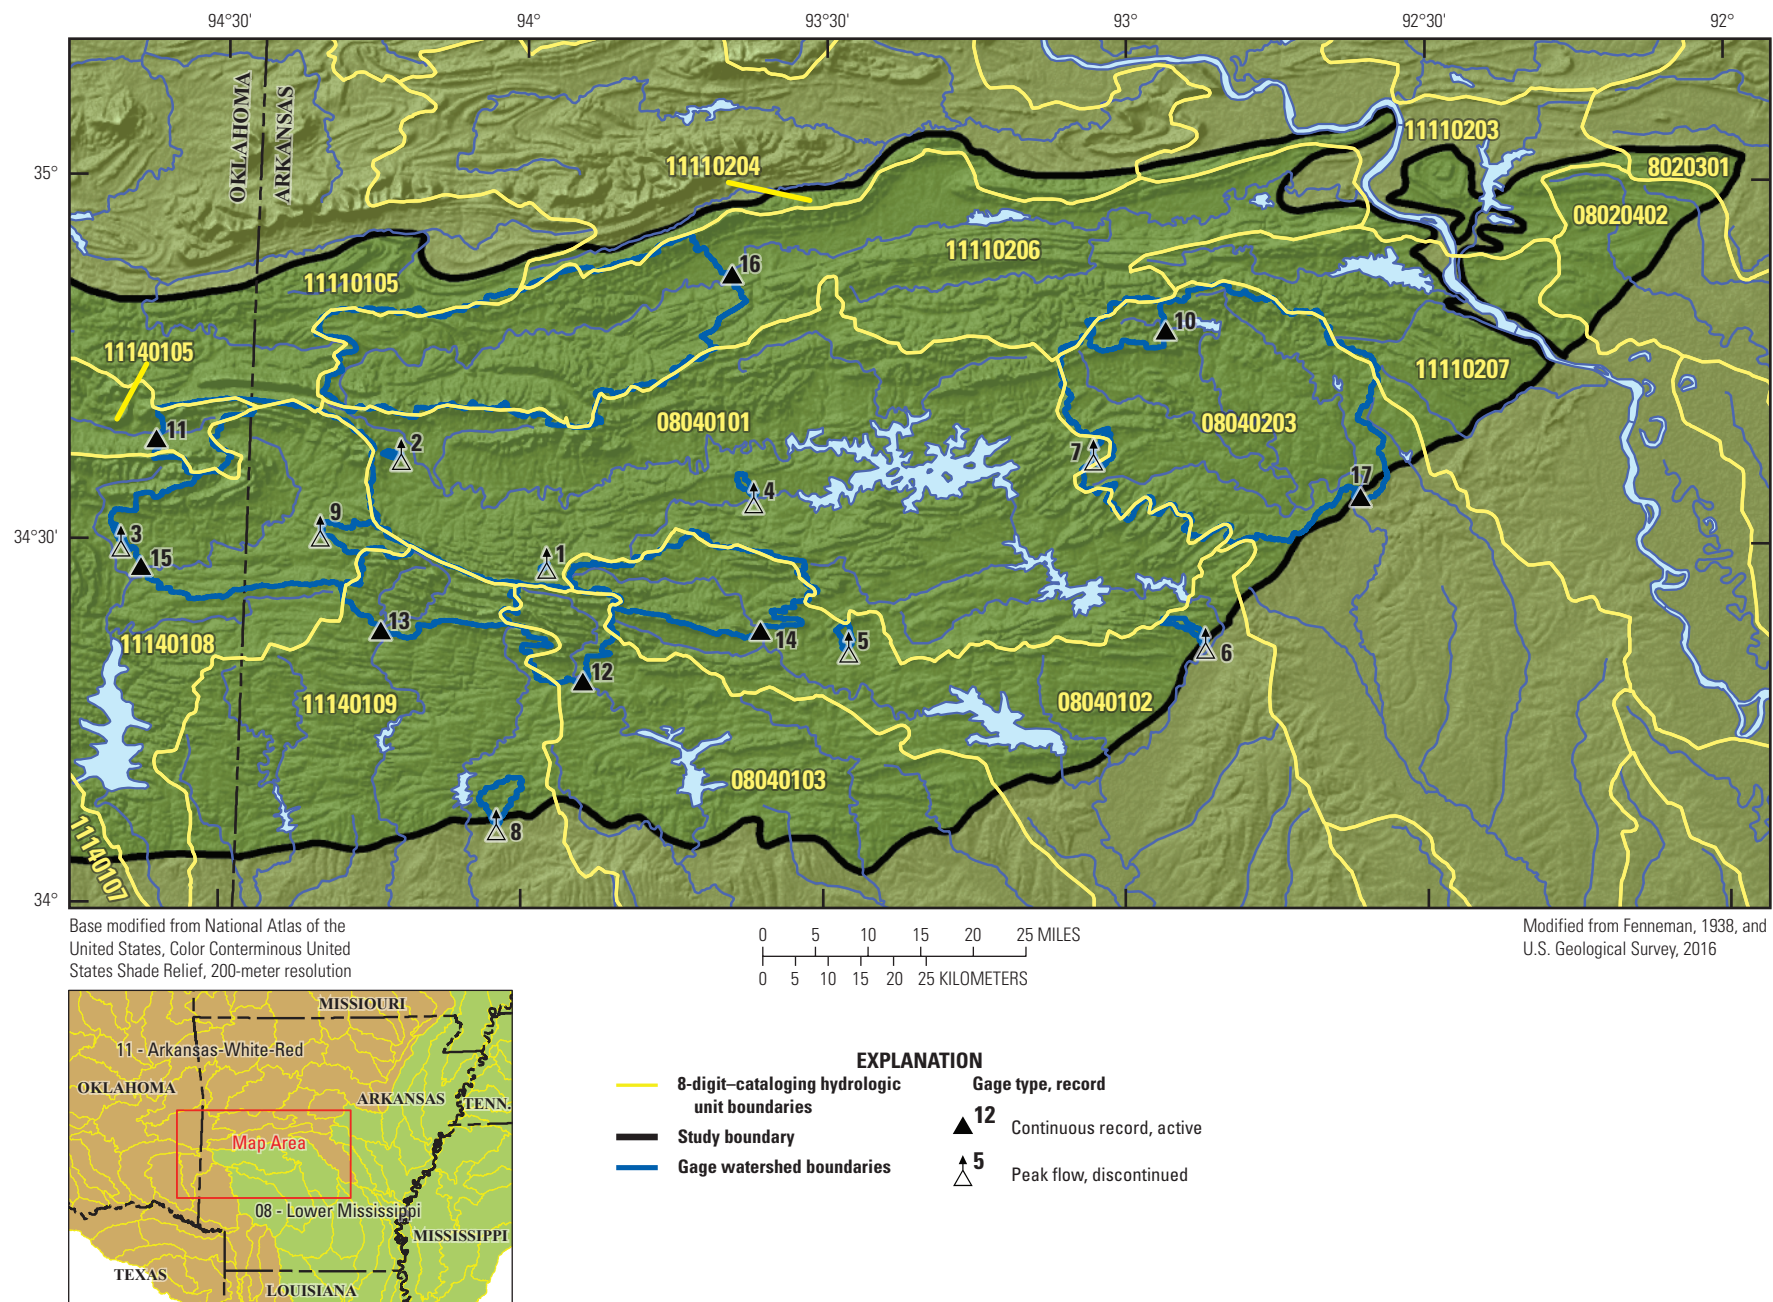 94°30'
94°
93°30'
93°
92°30'
92°
OKLAHOMA
ARKANSAS
11110203
35°
11110204
8020301
08020402
11110206
16
11110105
10
11140105
11110207
11
2
08040101
08040203
7
17
4
9
34°30'
3
1
15
13
14
5
11140108
6
12
11140109
08040102
08040103
8
11140107
34°
Base modified from National Atlas of the
United States, Color Conterminous United
States Shade Relief, 200-meter resolution
0 5 10 15 20 25 MILES
0 5 10 15 20 25 KILOMETERS
Modified from Fenneman, 1938, and
U.S. Geological Survey, 2016
MISSOURI
11 - Arkansas-White-Red
OKLAHOMA
ARKANSAS
TENN.
Map Area
08 - Lower Mississippi
MISSISSIPPI
TEXAS
LOUISIANA
EXPLANATION
8-digit–cataloging hydrologic
unit boundaries
Study boundary
Gage watershed boundaries
Gage type, record
12 Continuous record, active
5 Peak flow, discontinued